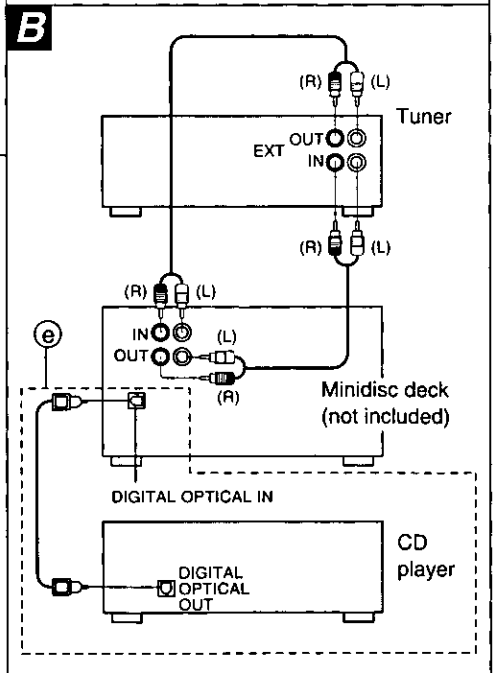 B
(R) (L)
Tuner
OUT
EXT
IN
(R) (L)
(R) (L)
e
IN
OUT
(L)
(R)
Minidisc deck
(not included)
DIGITAL OPTICAL IN
CD
player
DIGITAL
OPTICAL
OUT